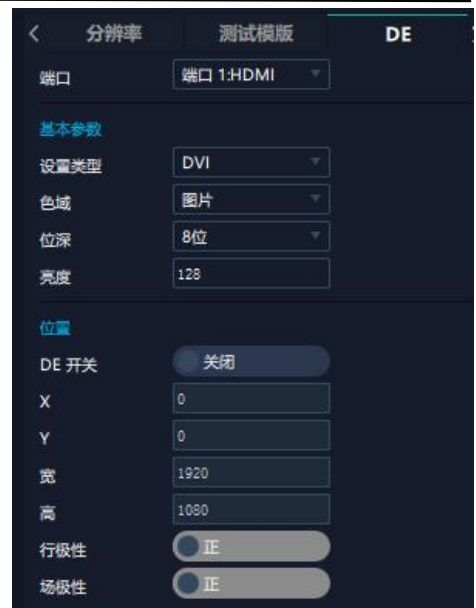 分辨率 测试模版 DE
端口 端口 1:HDMI
基本参数
设置类型 DVI
色域 图片
位深 8位
亮度 128
位置
DE 开关 关闭
X 0
Y 0
宽 1920
高 1080
行极性 正
场极性 正